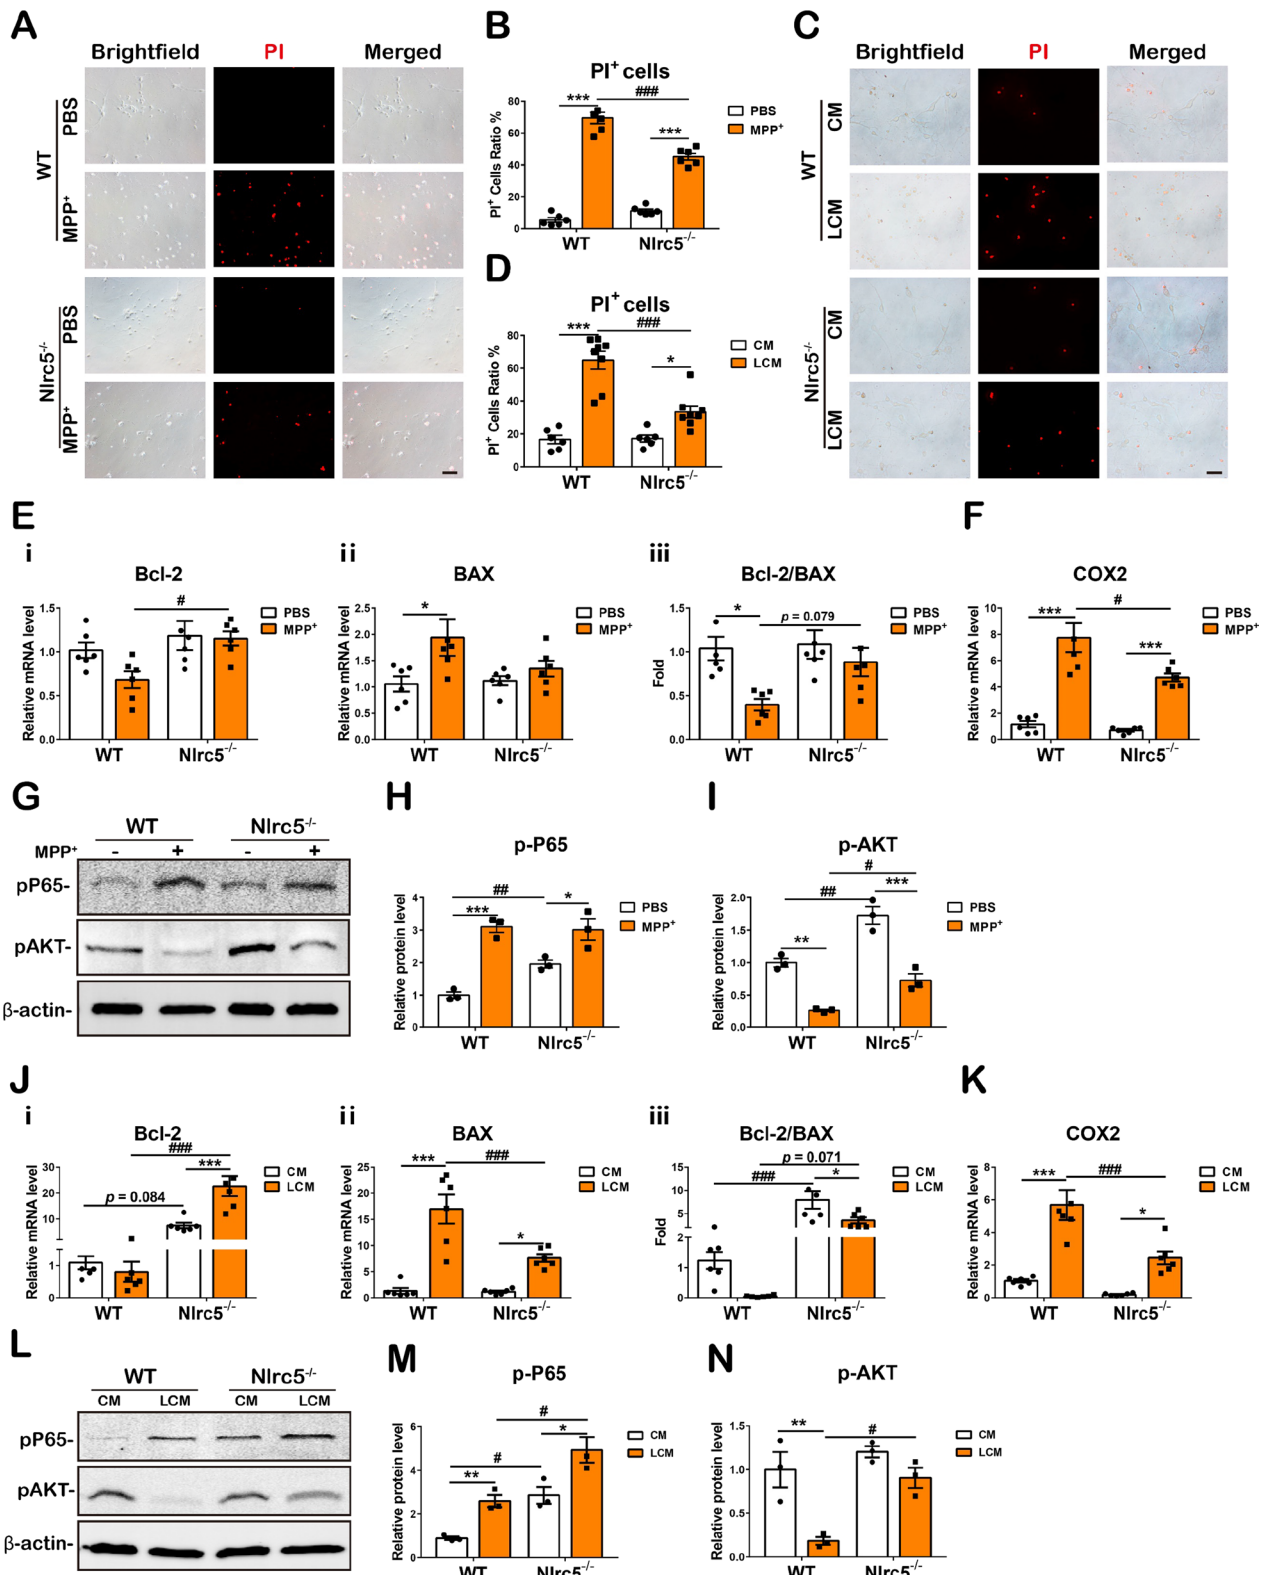 A
Brightfield PI Merged
WT
PBS
MPP+
Nlrc5-/-
PBS
MPP+
B
PI+ cells
*** ###
***
PI+ Cells Ratio %
80
60
40
20
0
WT Nlrc5-/-
PBS
MPP+
C
Brightfield PI Merged
WT
CM
LCM
Nlrc5-/-
CM
LCM
D
PI+ cells
*** ###
*
PI+ Cells Ratio %
80
60
40
20
0
WT Nlrc5-/-
CM
LCM
E
i
Bcl-2
#
Relative mRNA level
1.5
1.0
0.5
0.0
WT Nlrc5-/-
PBS
MPP+
ii
BAX
*
Relative mRNA level
2.5
2.0
1.5
1.0
0.5
0.0
WT Nlrc5-/-
PBS
MPP+
iii
Bcl-2/BAX
* p = 0.079
Fold
1.5
1.0
0.5
0.0
WT Nlrc5-/-
PBS
MPP+
F
COX2
*** #
***
Relative mRNA level
10
8
6
4
2
0
WT Nlrc5-/-
PBS
MPP+
G
WT Nlrc5-/-
MPP+ - + - +
pP65-
pAKT-
β-actin-
H
p-P65
## *
***
Relative protein level
4
3
2
1
0
WT Nlrc5-/-
PBS
MPP+
I
p-AKT
#
## ***
**
Relative protein level
2.0
1.5
1.0
0.5
0.0
WT Nlrc5-/-
PBS
MPP+
J
i
Bcl-2
###
***
p = 0.084
Relative mRNA level
30
20
10
1
0
WT Nlrc5-/-
CM
LCM
ii
BAX
*** ###
*
Relative mRNA level
25
20
15
10
5
0
WT Nlrc5-/-
CM
LCM
iii
Bcl-2/BAX
p = 0.071
### *
Fold
15
10
5
2
1
0
WT Nlrc5-/-
CM
LCM
K
COX2
*** ###
*
Relative mRNA level
8
6
4
2
0
WT Nlrc5-/-
CM
LCM
L
WT Nlrc5-/-
CM LCM CM LCM
pP65-
pAKT-
β-actin-
M
p-P65
#
*
#
**
Relative protein level
6
4
2
0
WT Nlrc5-/-
CM
LCM
N
p-AKT
** #
Relative protein level
1.5
1.0
0.5
0.0
WT Nlrc5-/-
CM
LCM